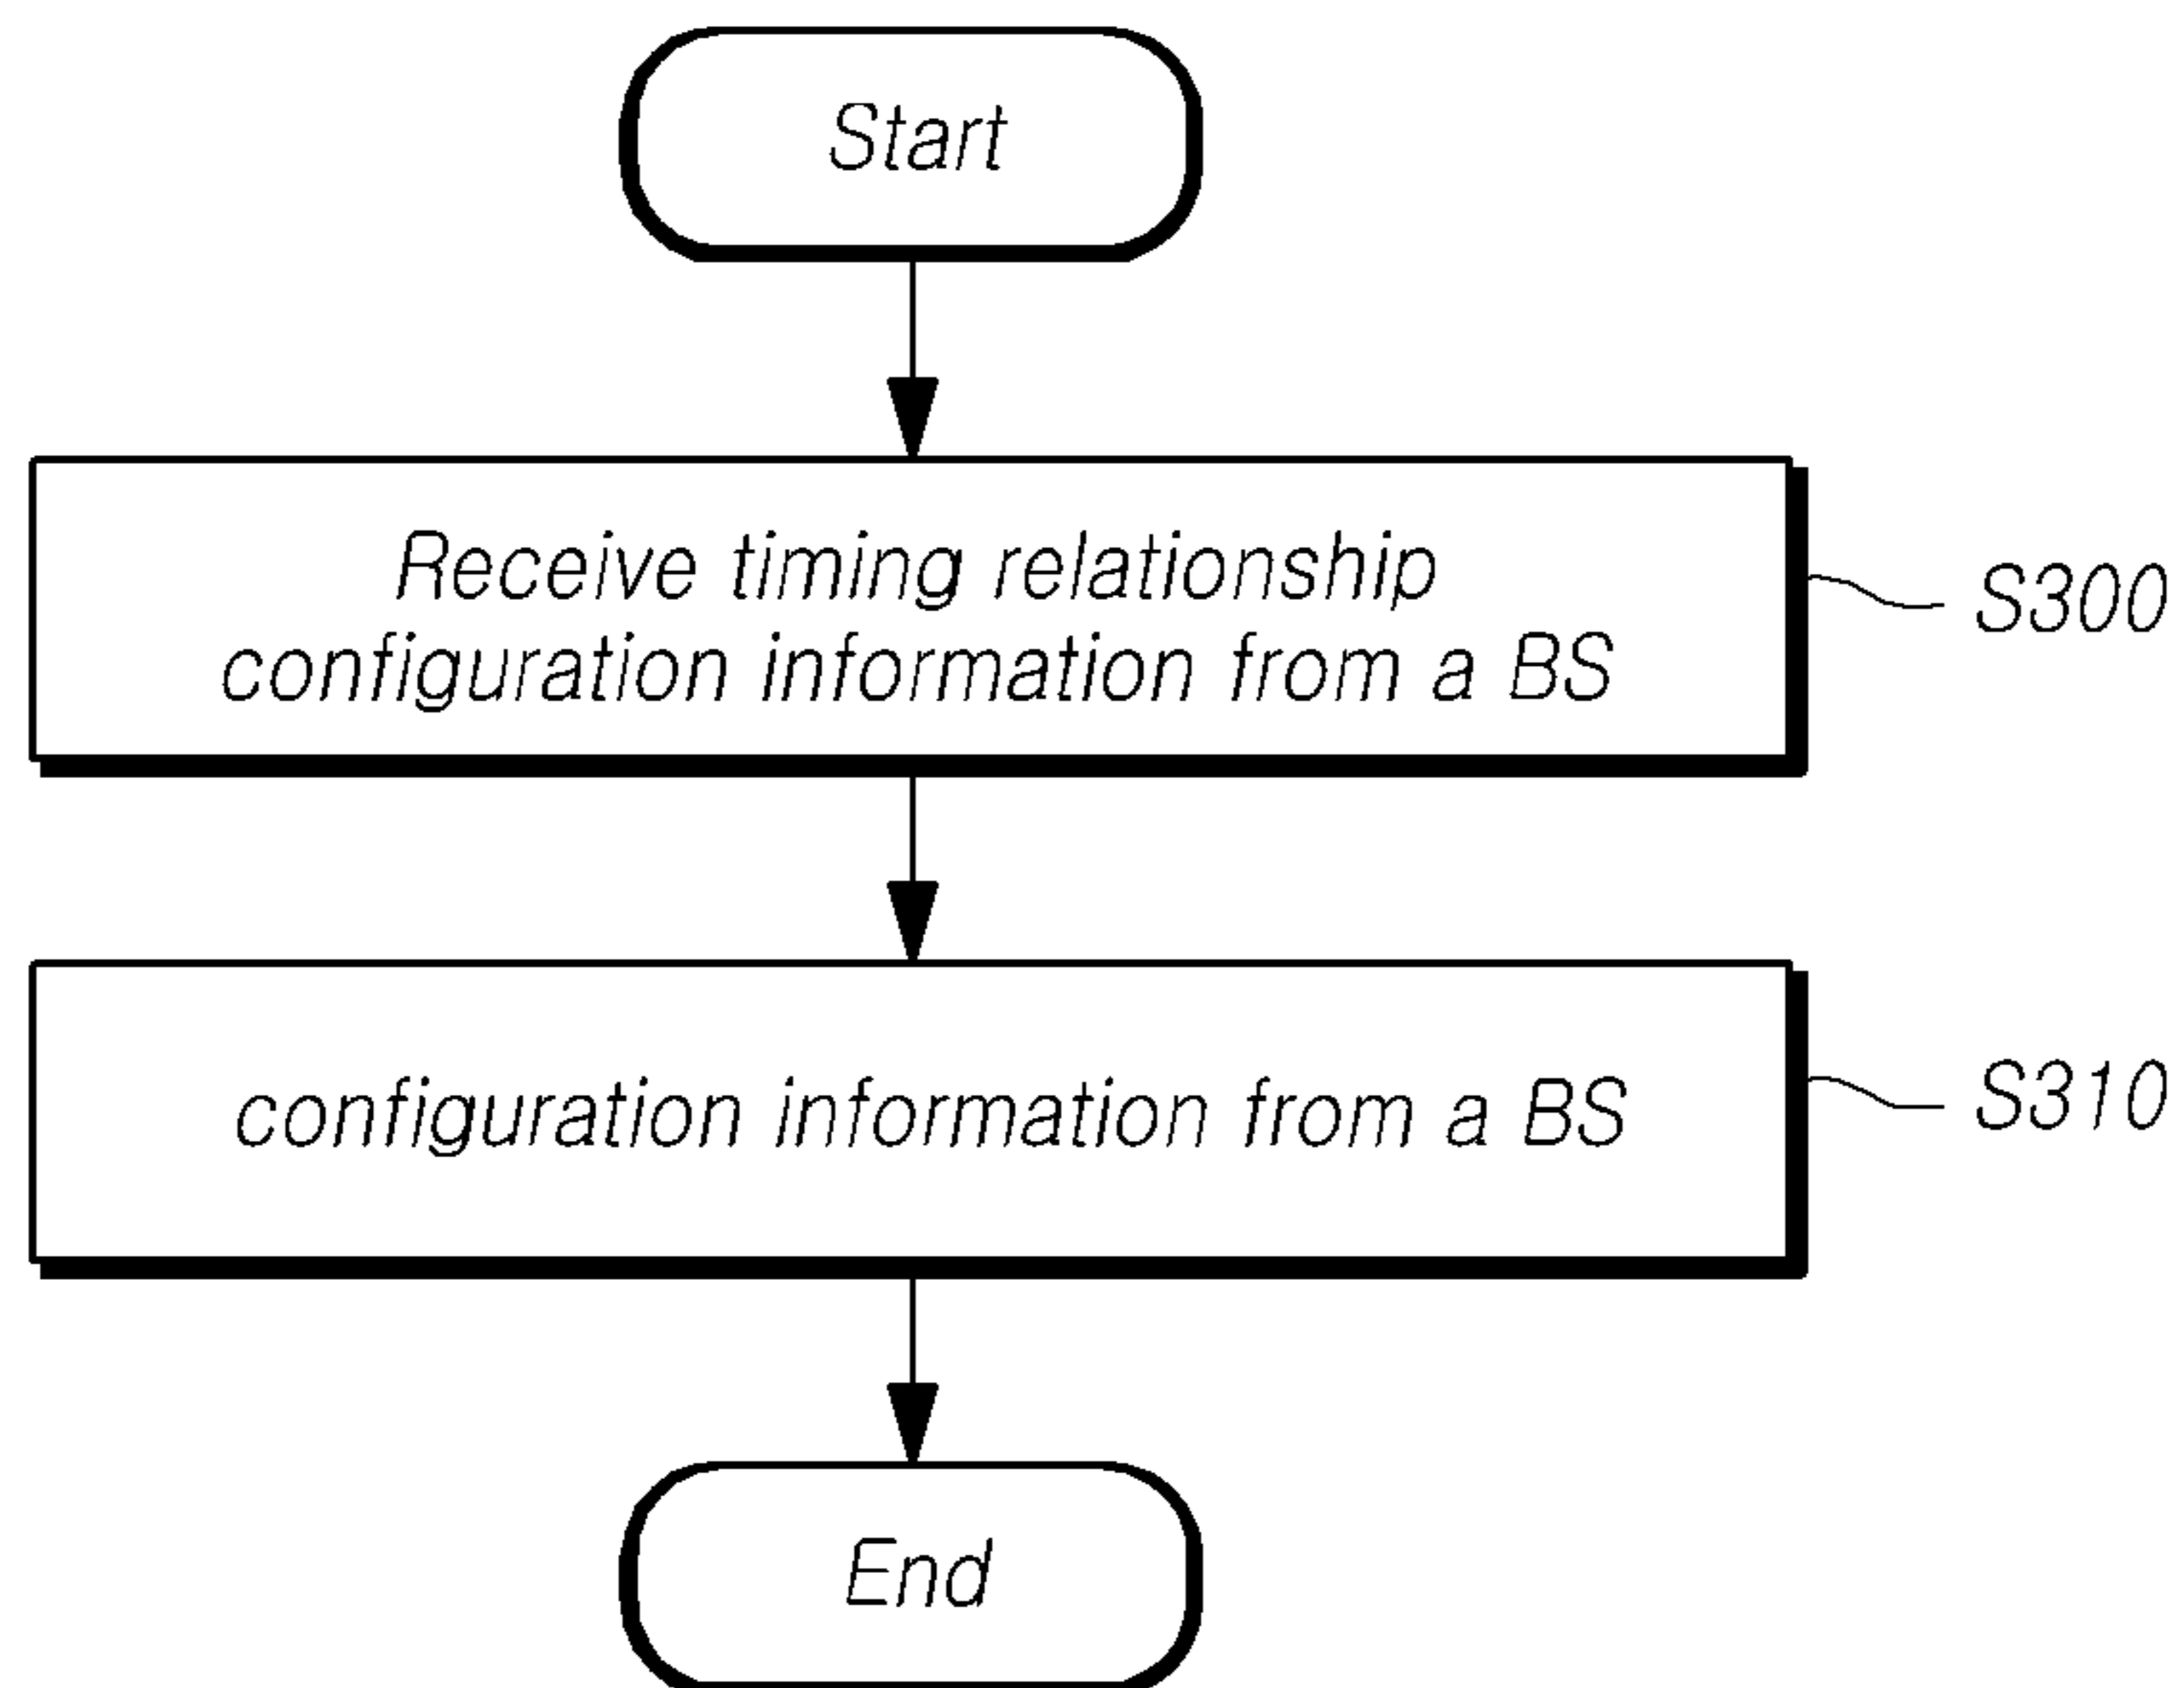 Start
Receive timing relationship
configuration information from a BS
S300
configuration information from a BS
S310
End